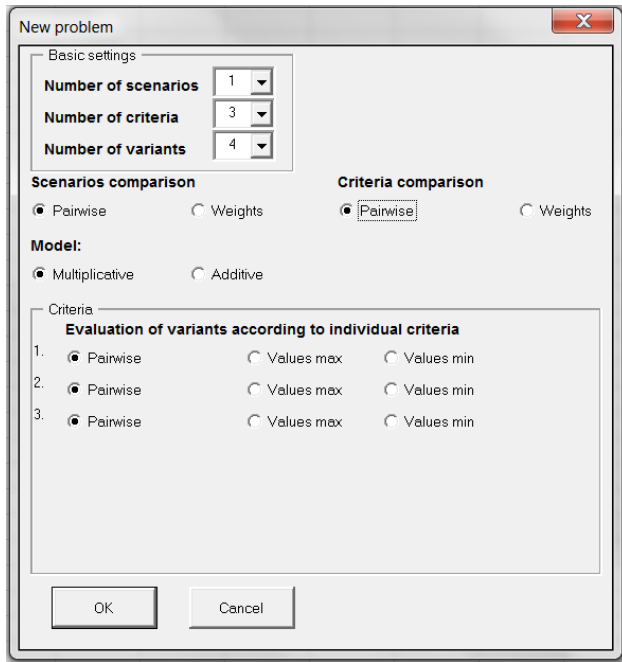 New problem
Basic settings
Number of scenarios 1
Number of criteria 3
Number of variants 4
Scenarios comparison Criteria comparison
Pairwise Weights Pairwise Weights
Model:
Multiplicative Additive
Criteria
Evaluation of variants according to individual criteria
1. Pairwise Values max Values min
2. Pairwise Values max Values min
3. Pairwise Values max Values min
OK Cancel